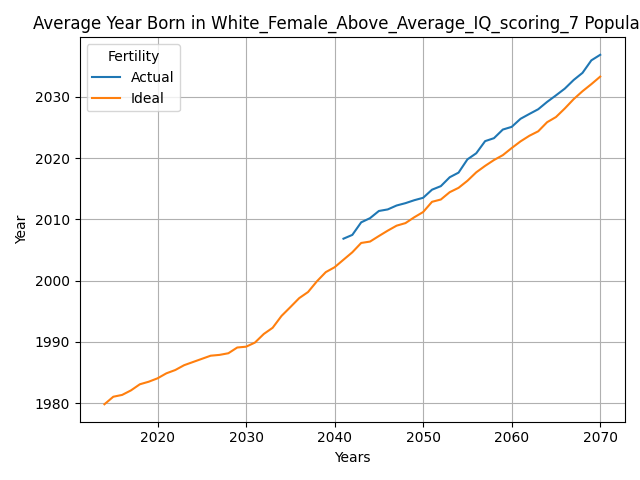 Average Year Born in White_Female_Above_Average_IQ_scoring_7 Popula
Fertility
Actual
Ideal
Year
2030
2020
2010
2000
1990
1980
2020 2030 2040 2050 2060 2070
Years